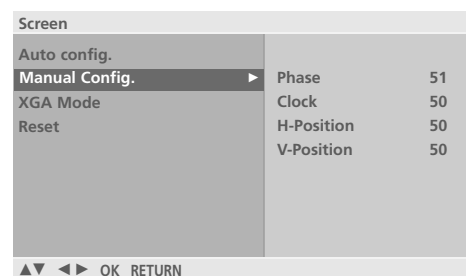 Screen
Auto config.
Manual Config. ►
XGA Mode
Reset
Phase 51
Clock 50
H-Position 50
V-Position 50
▲▼ ◄► OK RETURN